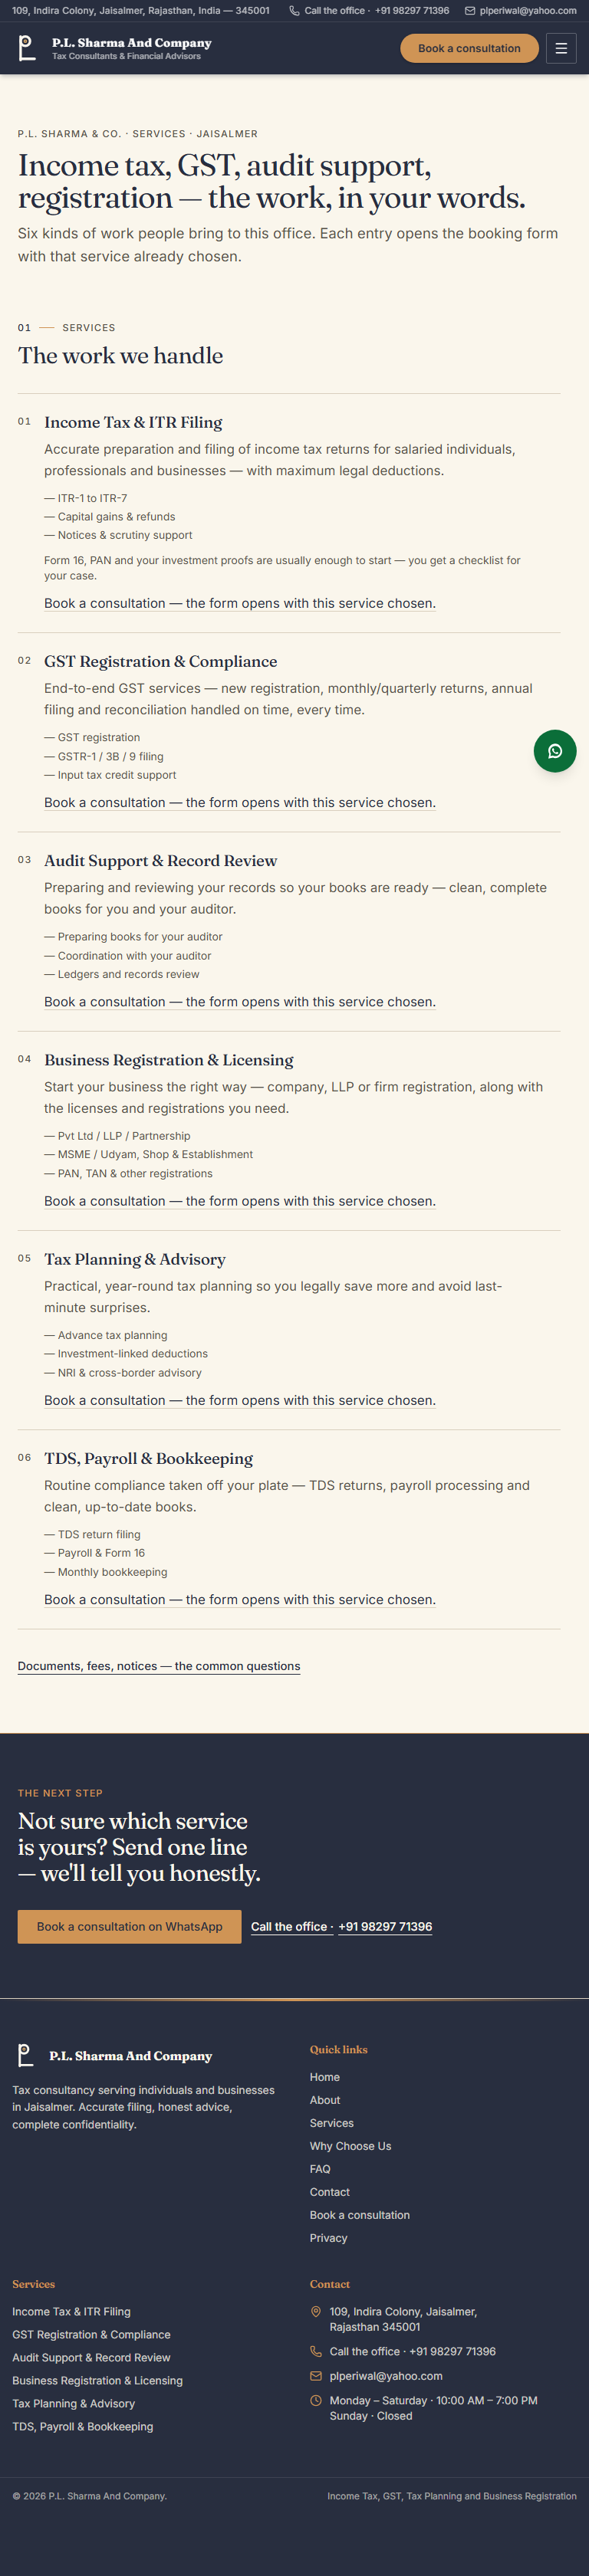 109, Indira Colony, Jaisalmer, Rajasthan, India — 345001
Call the office · +91 98297 71396
plperiwal@yahoo.com
P.L. Sharma And Company
Tax Consultants & Financial Advisors
Book a consultation
P.L. SHARMA & CO. · SERVICES · JAISALMER
Income tax, GST, audit support,
registration — the work, in your words.
Six kinds of work people bring to this office. Each entry opens the booking form
with that service already chosen.
01 — SERVICES
The work we handle
01 Income Tax & ITR Filing
Accurate preparation and filing of income tax returns for salaried individuals,
professionals and businesses — with maximum legal deductions.
— ITR-1 to ITR-7
— Capital gains & refunds
— Notices & scrutiny support
Form 16, PAN and your investment proofs are usually enough to start — you get a checklist for
your case.
Book a consultation — the form opens with this service chosen.
02 GST Registration & Compliance
End-to-end GST services — new registration, monthly/quarterly returns, annual
filing and reconciliation handled on time, every time.
— GST registration
— GSTR-1 / 3B / 9 filing
— Input tax credit support
Book a consultation — the form opens with this service chosen.
03 Audit Support & Record Review
Preparing and reviewing your records so your books are ready — clean, complete
books for you and your auditor.
— Preparing books for your auditor
— Coordination with your auditor
— Ledgers and records review
Book a consultation — the form opens with this service chosen.
04 Business Registration & Licensing
Start your business the right way — company, LLP or firm registration, along with
the licenses and registrations you need.
— Pvt Ltd / LLP / Partnership
— MSME / Udyam, Shop & Establishment
— PAN, TAN & other registrations
Book a consultation — the form opens with this service chosen.
05 Tax Planning & Advisory
Practical, year-round tax planning so you legally save more and avoid last-
minute surprises.
— Advance tax planning
— Investment-linked deductions
— NRI & cross-border advisory
Book a consultation — the form opens with this service chosen.
06 TDS, Payroll & Bookkeeping
Routine compliance taken off your plate — TDS returns, payroll processing and
clean, up-to-date books.
— TDS return filing
— Payroll & Form 16
— Monthly bookkeeping
Book a consultation — the form opens with this service chosen.
Documents, fees, notices — the common questions
THE NEXT STEP
Not sure which service
is yours? Send one line
— we'll tell you honestly.
Book a consultation on WhatsApp
Call the office · +91 98297 71396
P.L. Sharma And Company
Tax consultancy serving individuals and businesses
in Jaisalmer. Accurate filing, honest advice,
complete confidentiality.
Quick links
Home
About
Services
Why Choose Us
FAQ
Contact
Book a consultation
Privacy
Services
Income Tax & ITR Filing
GST Registration & Compliance
Audit Support & Record Review
Business Registration & Licensing
Tax Planning & Advisory
TDS, Payroll & Bookkeeping
Contact
109, Indira Colony, Jaisalmer,
Rajasthan 345001
Call the office · +91 98297 71396
plperiwal@yahoo.com
Monday – Saturday · 10:00 AM – 7:00 PM
Sunday · Closed
© 2026 P.L. Sharma And Company.
Income Tax, GST, Tax Planning and Business Registration